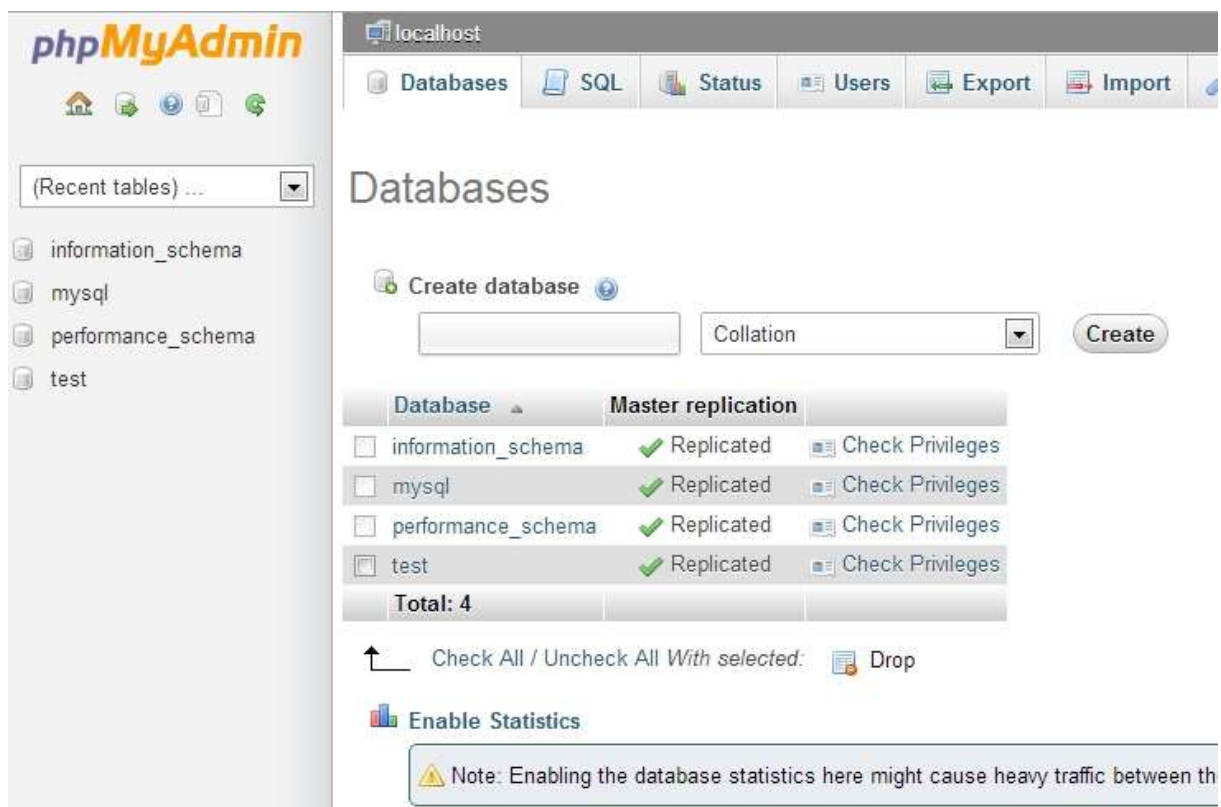 phpMyAdmin
(Recent tables) ...
information_schema
mysql
performance_schema
test
localhost
Databases SQL Status Users Export Import
Databases
Create database
Collation Create
Database Master replication
information_schema Replicated Check Privileges
mysql Replicated Check Privileges
performance_schema Replicated Check Privileges
test Replicated Check Privileges
Total: 4
Check All / Uncheck All With selected: Drop
Enable Statistics
Note: Enabling the database statistics here might cause heavy traffic between th